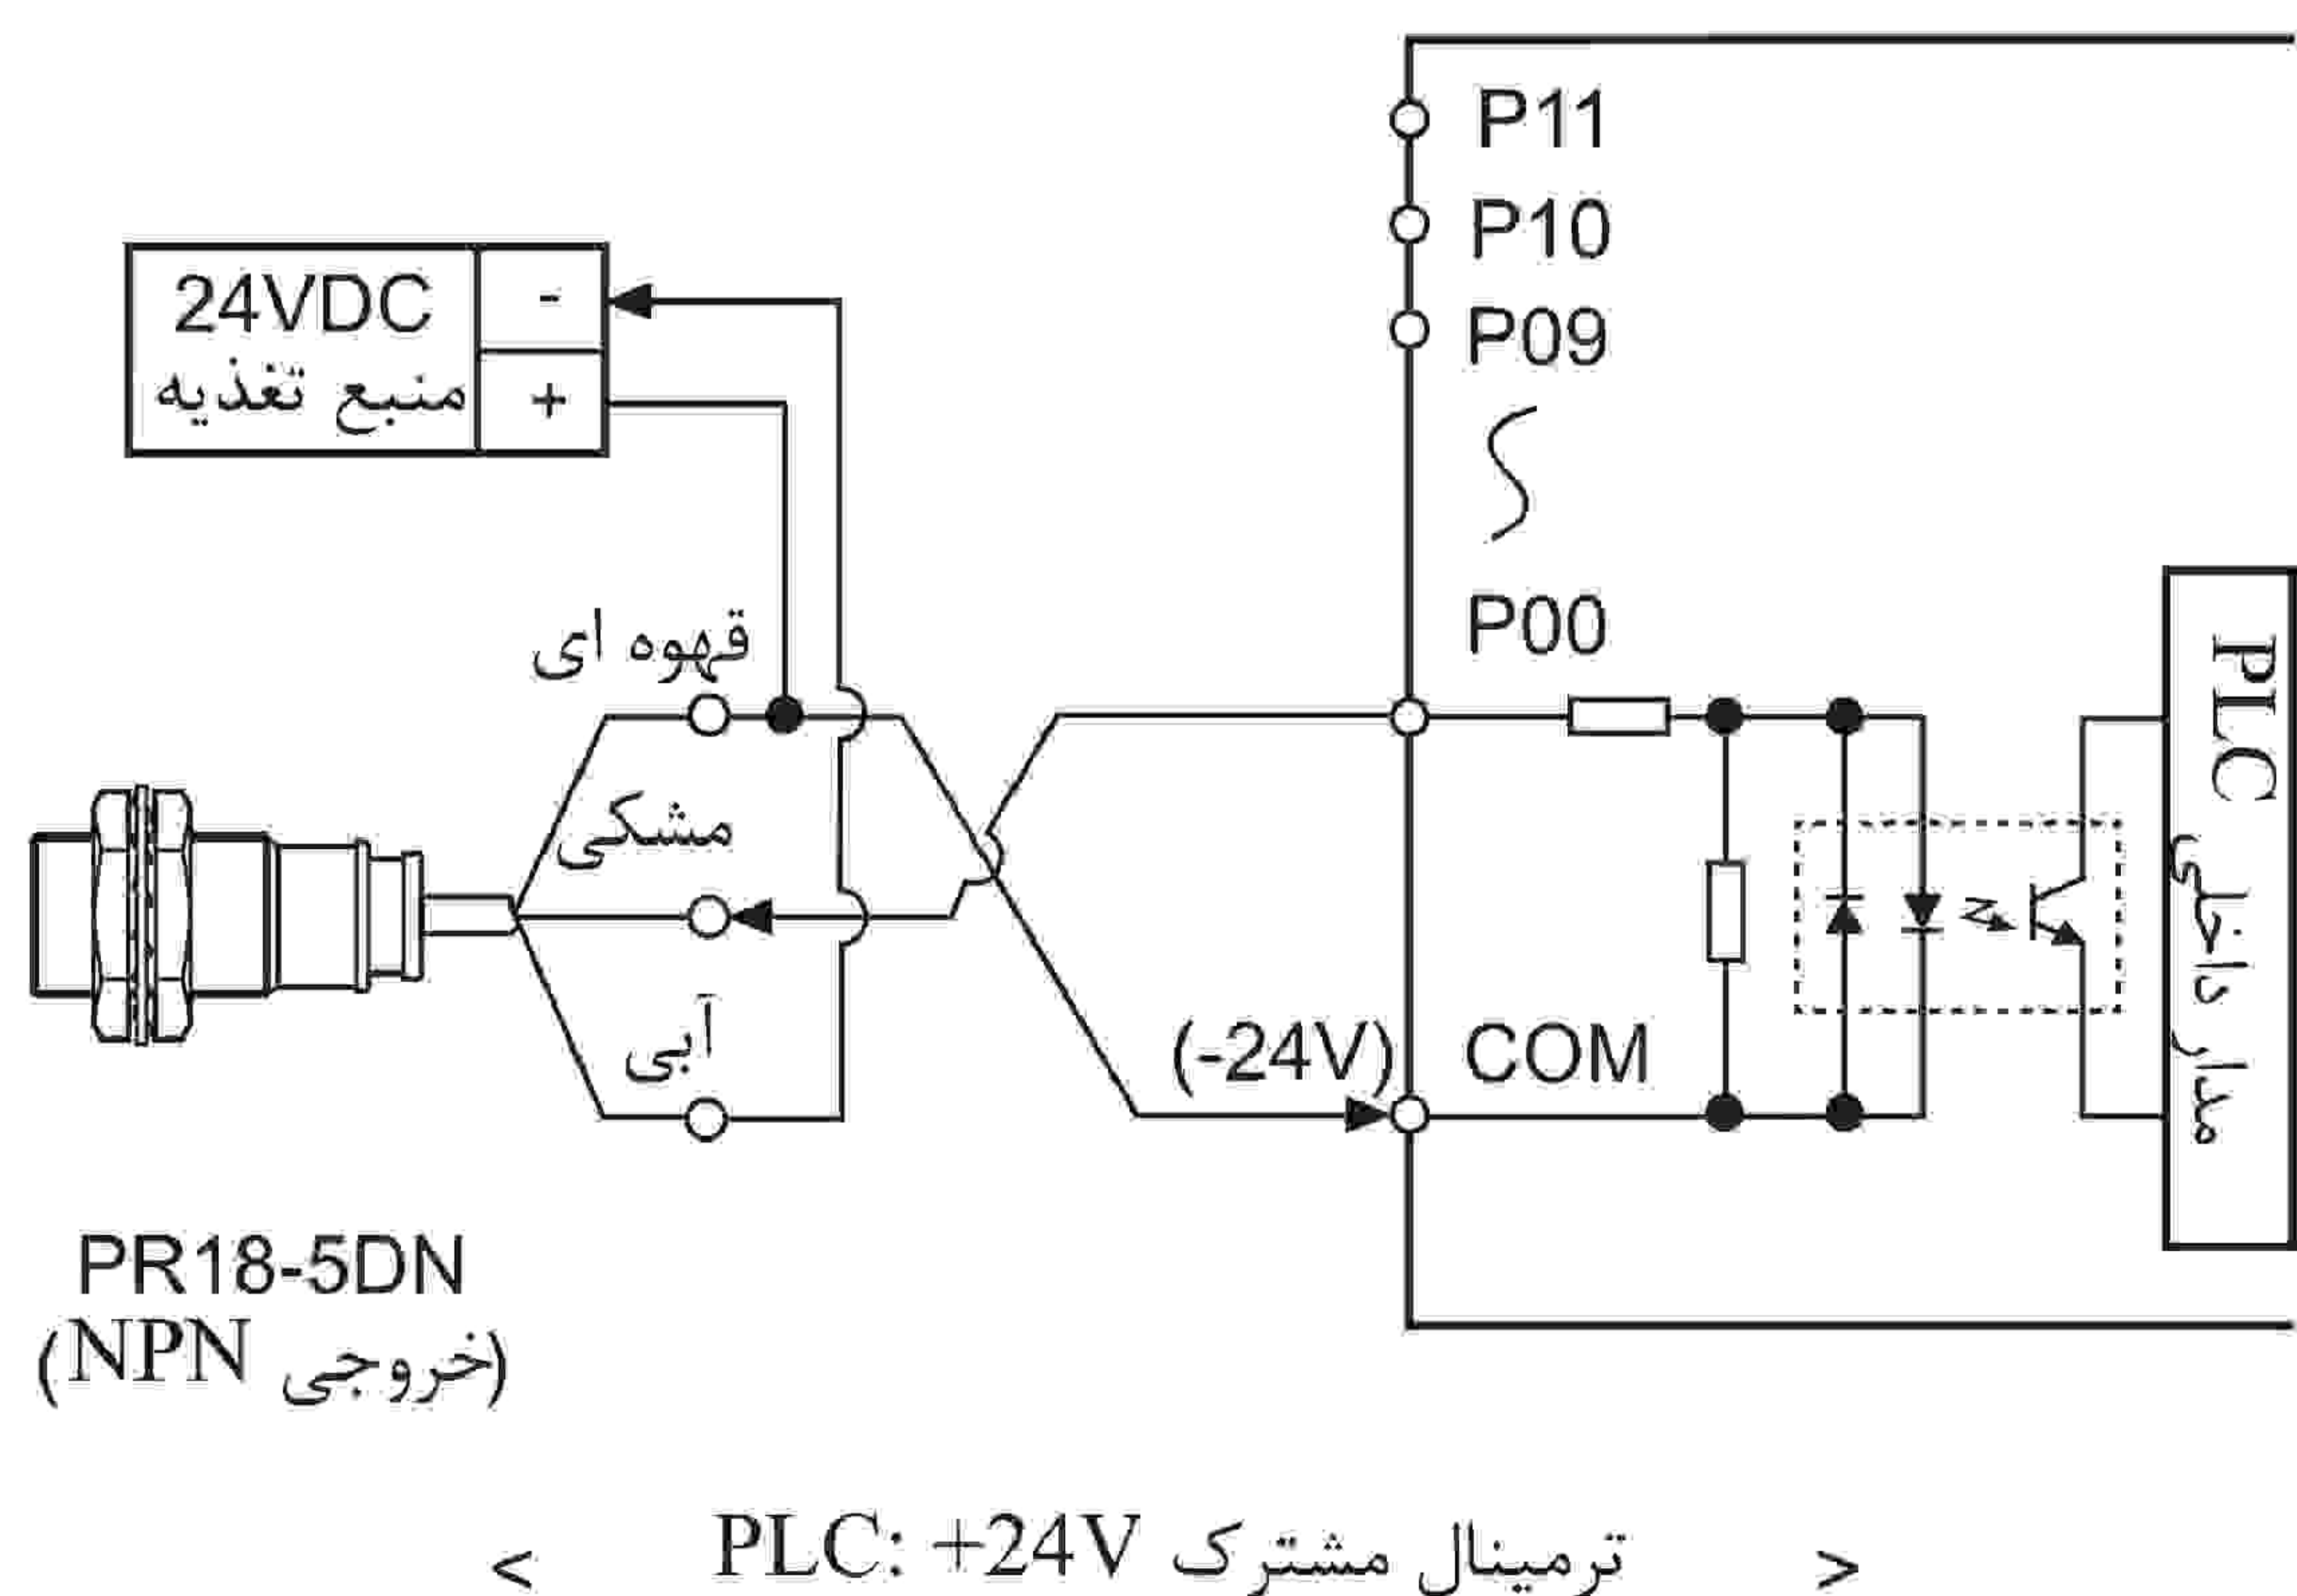 P11
P10
P09
P00
24VDC
منبع تغذیه
-
+
قهوه ای
مشکی
آبی
(-24V)
COM
مدار داخلی PLC
PR18-5DN
(خروجی NPN)
< ترمینال مشترک PLC: +24V >